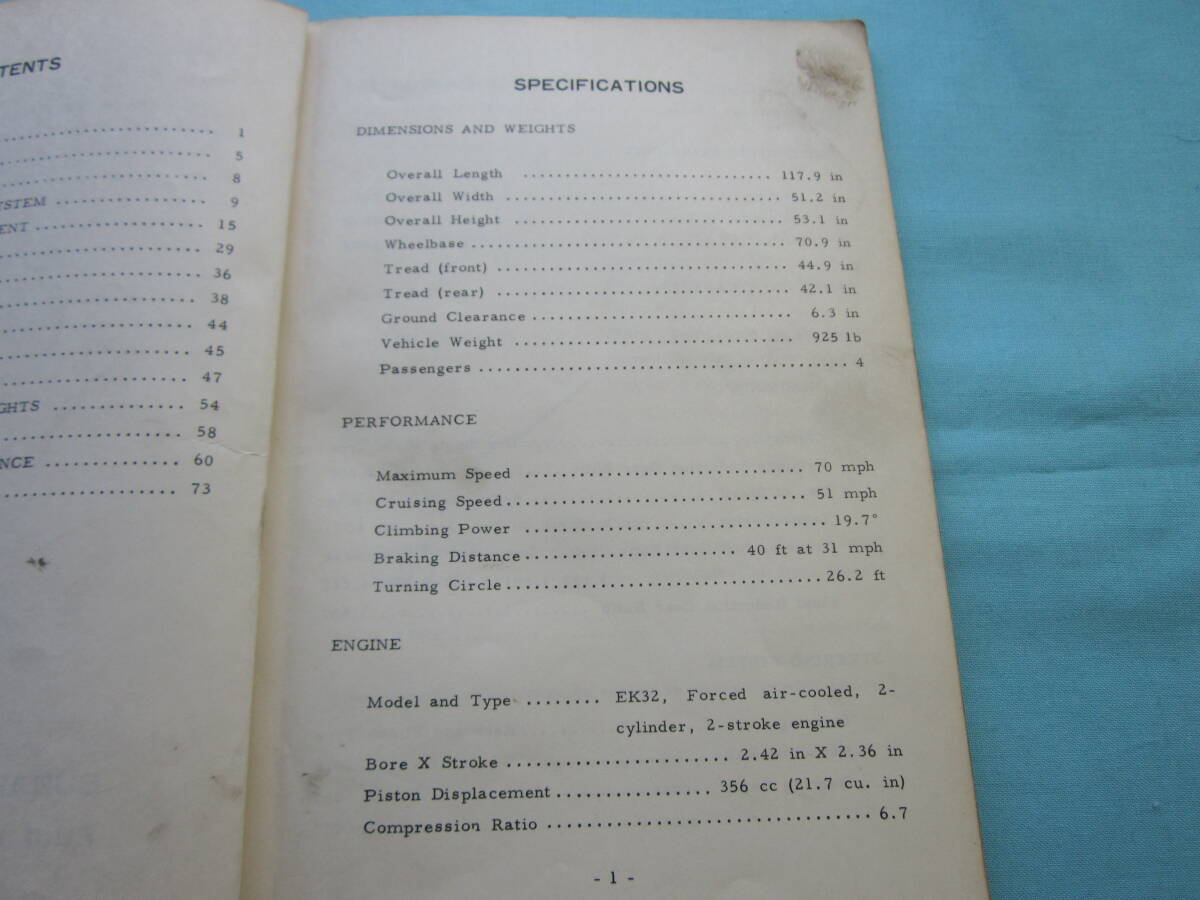 TENTS
1
5
8
YSTEM 9
ENT 15
29
36
38
44
45
47
GHTS 54
58
NCE 60
73
SPECIFICATIONS
DIMENSIONS AND WEIGHTS
Overall Length 117.9 in
Overall Width 51.2 in
Overall Height 53.1 in
Wheelbase 70.9 in
Tread (front) 44.9 in
Tread (rear) 42.1 in
Ground Clearance 6.3 in
Vehicle Weight 925 lb
Passengers 4
PERFORMANCE
Maximum Speed 70 mph
Cruising Speed 51 mph
Climbing Power 19.7°
Braking Distance 40 ft at 31 mph
Turning Circle 26.2 ft
ENGINE
Model and Type EK32, Forced air-cooled, 2-
cylinder, 2-stroke engine
Bore X Stroke 2.42 in X 2.36 in
Piston Displacement 356 cc (21.7 cu. in)
Compression Ratio 6.7
- 1 -